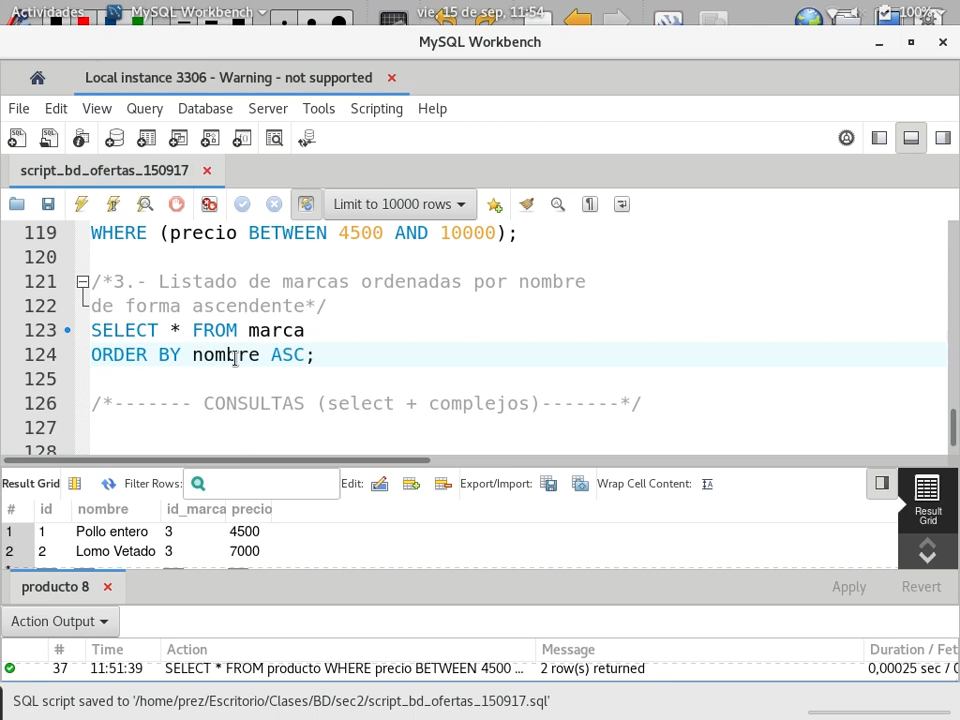 Actividades MySQL Workbench vie, 15 de sep, 11:54 100%
MySQL Workbench
Local instance 3306 - Warning - not supported
File Edit View Query Database Server Tools Scripting Help
script_bd_ofertas_150917
Limit to 10000 rows
119 WHERE (precio BETWEEN 4500 AND 10000);
120
121 /*3.- Listado de marcas ordenadas por nombre
122 de forma ascendente*/
123 SELECT * FROM marca
124 ORDER BY nombre ASC;
125
126 /*------- CONSULTAS (select + complejos)-------*/
127
128
Result Grid Filter Rows: Edit: Export/Import: Wrap Cell Content:
# id nombre id_marca precio
1 1 Pollo entero 3 4500
2 2 Lomo Vetado 3 7000
Result Grid
producto 8 Apply Revert
Action Output
# Time Action Message Duration / Fet
37 11:51:39 SELECT * FROM producto WHERE precio BETWEEN 4500 ... 2 row(s) returned 0,00025 sec / 0
SQL script saved to '/home/prez/Escritorio/Clases/BD/sec2/script_bd_ofertas_150917.sql'